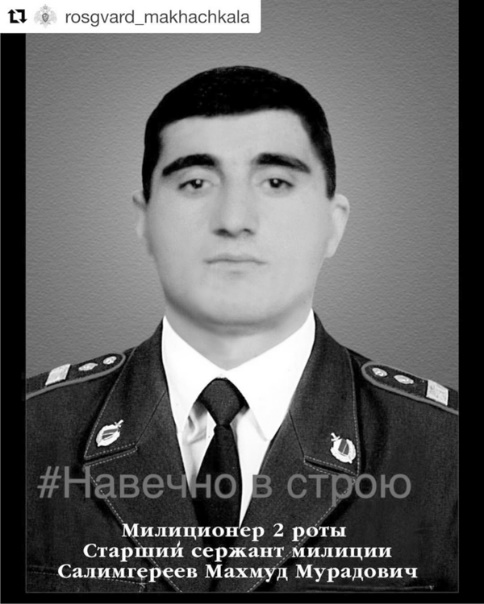 rosgvard_makhachkala
#Навечно в строю
Милиционер 2 роты
Старший сержант милиции
Салимгереев Махмуд Мурадович